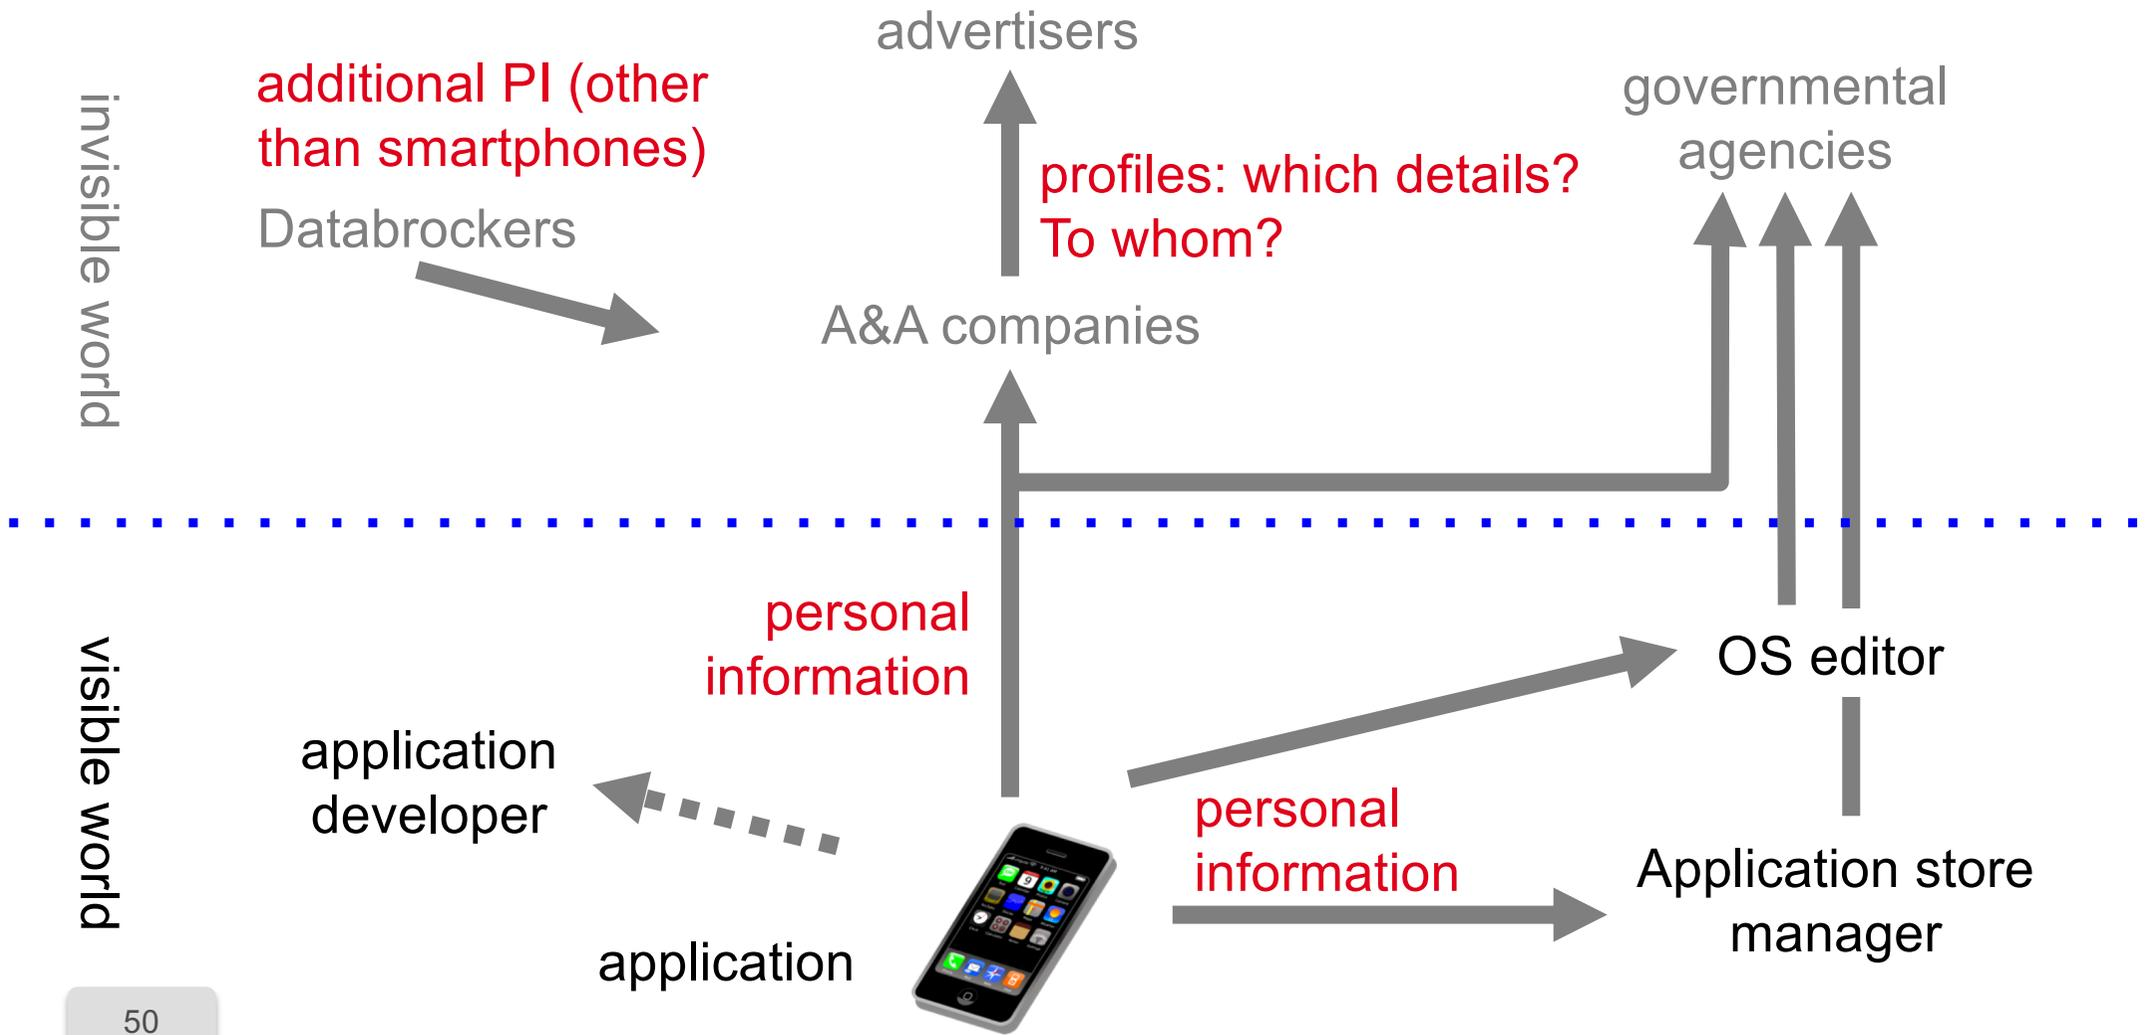 advertisers
additional PI (other
than smartphones)
governmental
agencies
invisible world
profiles: which details?
To whom?
Databrockers
A&A companies
personal
information
OS editor
visible world
application
developer
personal
information
Application store
manager
application
50